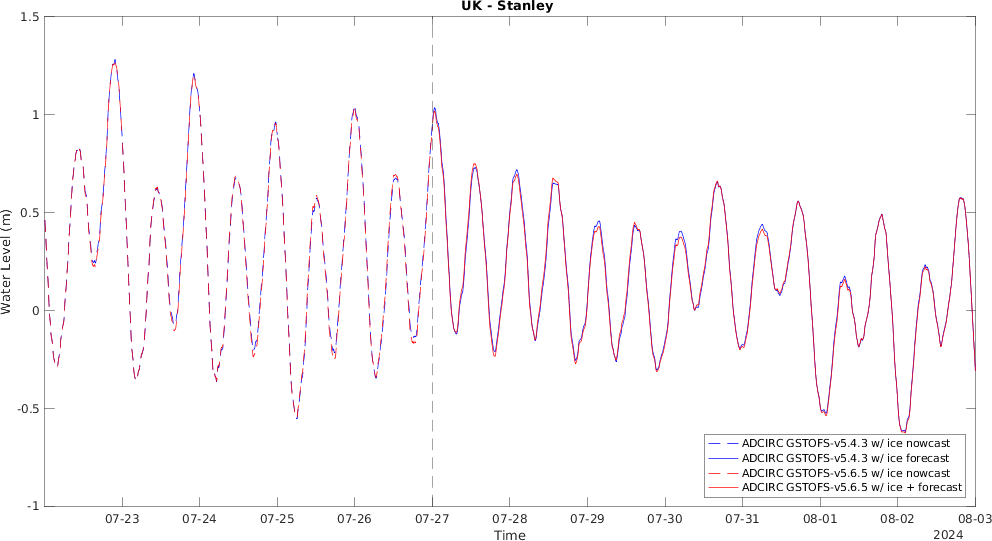 UK - Stanley
1.5
1
0.5
0
-0.5
-1
Water Level (m)
07-23 07-24 07-25 07-26 07-27 07-28 07-29 07-30 07-31 08-01 08-02 08-03
Time
2024
ADCIRC GSTOFS-v5.4.3 w/ ice nowcast
ADCIRC GSTOFS-v5.4.3 w/ ice forecast
ADCIRC GSTOFS-v5.6.5 w/ ice nowcast
ADCIRC GSTOFS-v5.6.5 w/ ice + forecast